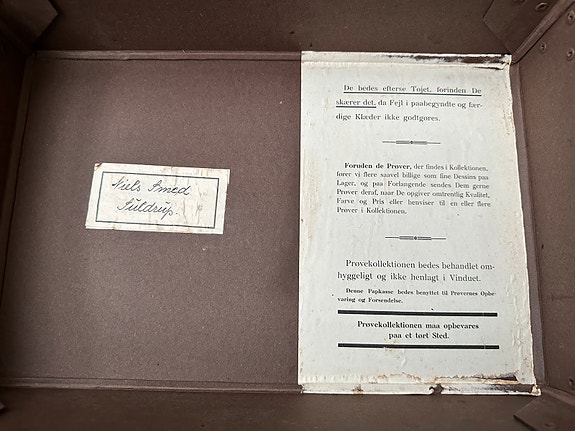 Niels Smed
Fuldrup.
De bedes efterse Tøjet, forinden De
skærer det, da Fejl i paabegyndte og fær-
dige Klæder ikke godtgøres.
Foruden de Prøver, der findes i Kollektionen,
fører vi flere saavel billige som fine Dessins paa
Lager, og paa Forlangende sendes Dem gerne
Prøver deraf, naar De opgiver omtrentlig Kvalitet,
Farve og Pris eller henviser til en eller flere
Prøver i Kollektionen.
Prøvekollektionen bedes behandlet om-
hyggeligt og ikke henlagt i Vinduet.
Denne Papkasse bedes benyttet til Prøvernes Opbe-
varing og Forsendelse.
Prøvekollektionen maa opbevares
paa et tørt Sted.